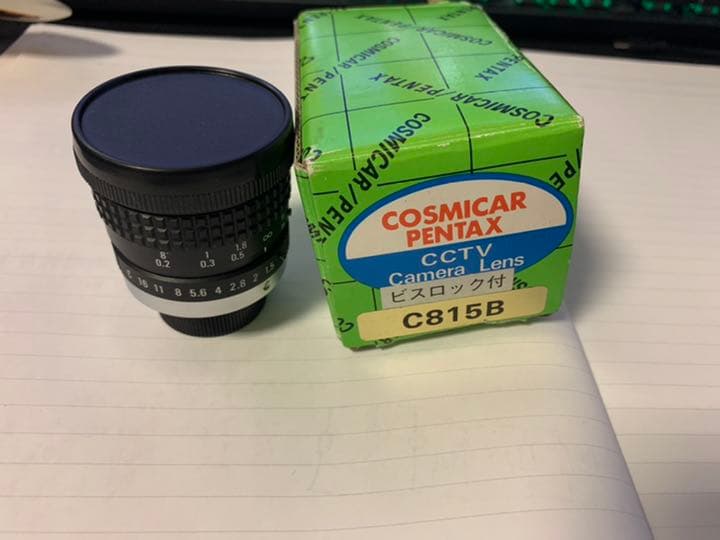 COSMICAR/PENTAX
COSMICAR/PENTAX
COSMICAR
PENTAX
CCTV
Camera Lens
ビスロック付
C815B
8 1 1.8 ∞
0.2 0.3 0.5
16 11 8 5.6 4 2.8 2 1.5
C